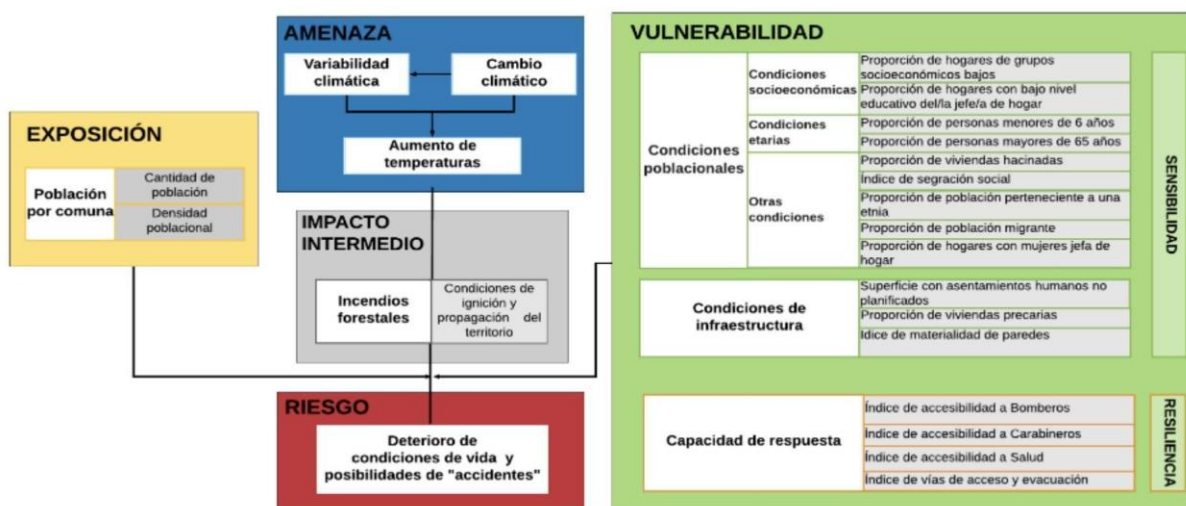 EXPOSICIÓN
Población
por comuna
Cantidad de
población
Densidad
poblacional
AMENAZA
Variabilidad
climática
Cambio
climático
Aumento de
temperaturas
IMPACTO
INTERMEDIO
Incendios
forestales
Condiciones de
ignición y
propagación del
territorio
RIESGO
Deterioro de
condiciones de vida y
posibilidades de "accidentes"
VULNERABILIDAD
Condiciones
poblacionales
Condiciones
socioeconómicas
Proporción de hogares de grupos
socioeconómicos bajos
Proporción de hogares con bajo nivel
educativo del/la jefe/a de hogar
Condiciones
etarias
Proporción de personas menores de 6 años
Proporción de personas mayores de 65 años
Otras
condiciones
Proporción de viviendas hacinadas
Índice de segración social
Proporción de población perteneciente a una
etnia
Proporción de población migrante
Proporción de hogares con mujeres jefa de
hogar
Condiciones de
infraestructura
Superficie con asentamientos humanos no
planificados
Proporción de viviendas precarias
Idice de materialidad de paredes
SENSIBILIDAD
Capacidad de respuesta
Índice de accesibilidad a Bomberos
Índice de accesibilidad a Carabineros
Índice de accesibilidad a Salud
Índice de vías de acceso y evacuación
RESILIENCIA